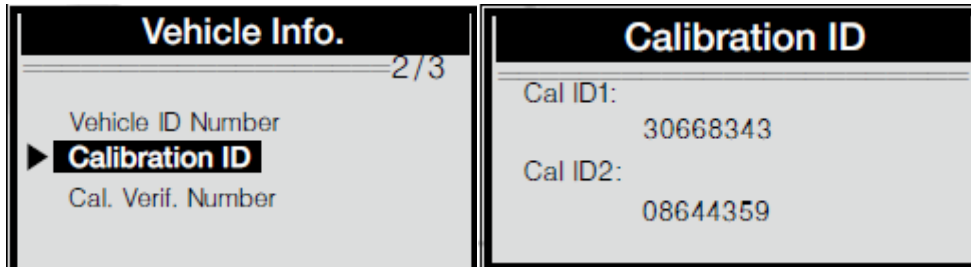 Vehicle Info.
2/3
Vehicle ID Number
Calibration ID
Cal. Verif. Number
Calibration ID
Cal ID1:
30668343
Cal ID2:
08644359